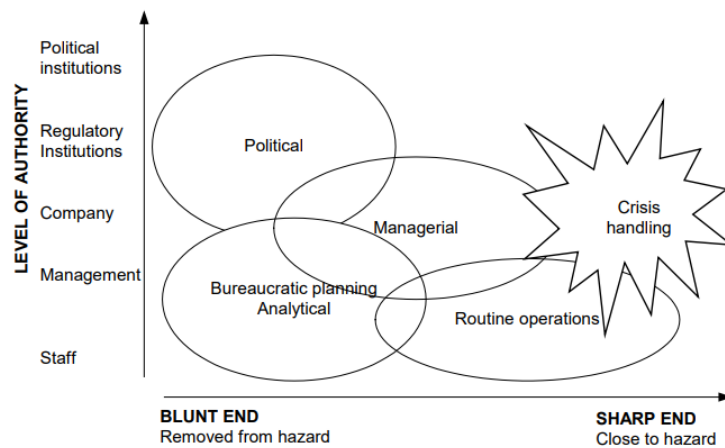 LEVEL OF AUTHORITY
Political
institutions
Regulatory
Institutions
Company
Management
Staff
Political
Managerial
Crisis
handling
Bureaucratic planning
Analytical
Routine operations
BLUNT END
Removed from hazard
SHARP END
Close to hazard